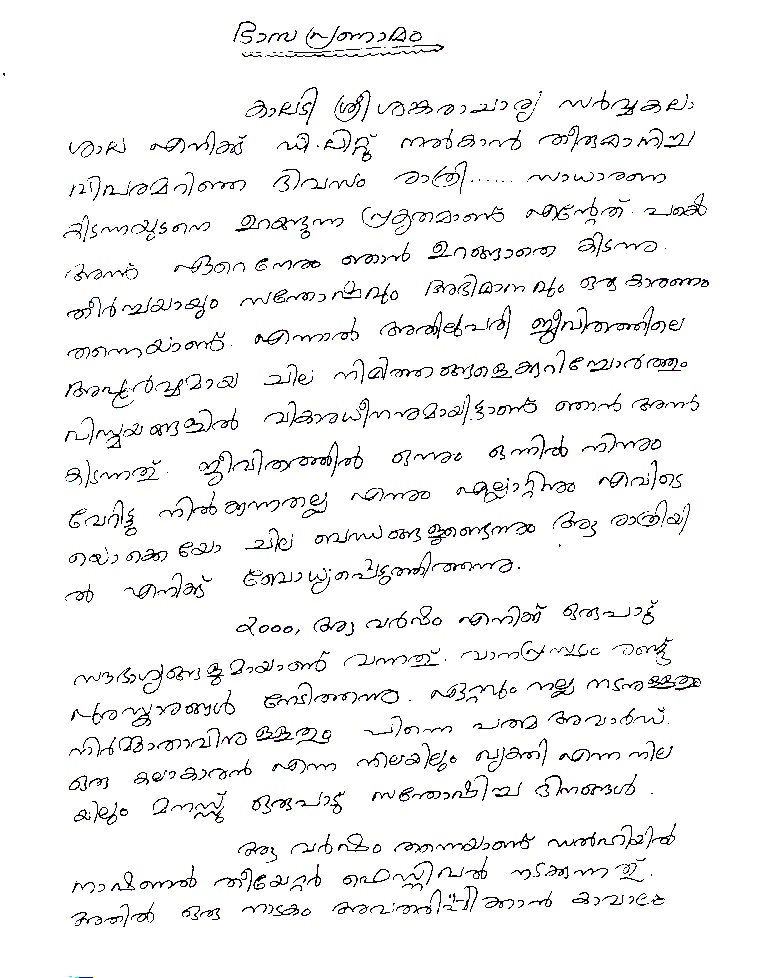 ഭാസ പ്രണാമം
കാലടി ശ്രീ ശങ്കരാചാര്യ സർവ്വകലാ
ശാല എനിക്ക് ഡി.ലിറ്റ് നൽകാൻ തീരുമാനിച്ച
വിവരമറിഞ്ഞ ദിവസം രാത്രി...... സാധാരണ
കിടന്നയുടനെ ഉറങ്ങുന്ന പ്രകൃതമാണ് എന്റേത്. പക്ഷെ
അന്ന് ഏറെ നേരം ഞാൻ ഉറങ്ങാതെ കിടന്നു.
തീർച്ചയായും സന്തോഷവും അഭിമാനവും ഒരു കാരണം
തന്നെയാണ്. എന്നാൽ അതിലുപരി ജീവിതത്തിലെ
അപൂർവ്വമായ ചില നിമിത്തങ്ങളെക്കുറിച്ചോർത്തും
വിസ്മയങ്ങളിൽ വികാരധീനനുമായിട്ടാണ് ഞാൻ അന്ന്
കിടന്നത്. ജീവിതത്തിൽ ഒന്നും ഒന്നിൽ നിന്നും
വേറിട്ടു നിൽക്കുന്നതല്ല എന്നും എല്ലാറ്റിനും എവിടെ
യൊക്കെയോ ചില ബന്ധങ്ങളുണ്ടെന്നും ആ രാത്രിയി
ൽ എനിക്ക് ബോധ്യപ്പെടുത്തിത്തന്നു.
2000, ആ വർഷം എനിക്ക് ഒരുപാട്
സൗഭാഗ്യങ്ങളുമായാണ് വന്നത്. വാനപ്രസ്ഥം രണ്ട്
പുരസ്കാരങ്ങൾ നേടിത്തന്നു. ഏറ്റവും നല്ല നടനുള്ളതും
നിർമ്മാതാവിനുള്ളതും പിന്നെ പത്മ അവാർഡ്.
ഒരു കലാകാരൻ എന്ന നിലയിലും വ്യക്തി എന്ന നില
യിലും മനസ്സ് ഒരുപാട് സന്തോഷിച്ച ദിനങ്ങൾ.
ആ വർഷം തന്നെയാണ് ഡൽഹിയിൽ
നാഷണൽ തീയേറ്റർ ഫെസ്റ്റിവൽ നടക്കുന്നത്.
അതിൽ ഒരു നാടകം അവതരിപ്പിക്കാൻ കാവാലം